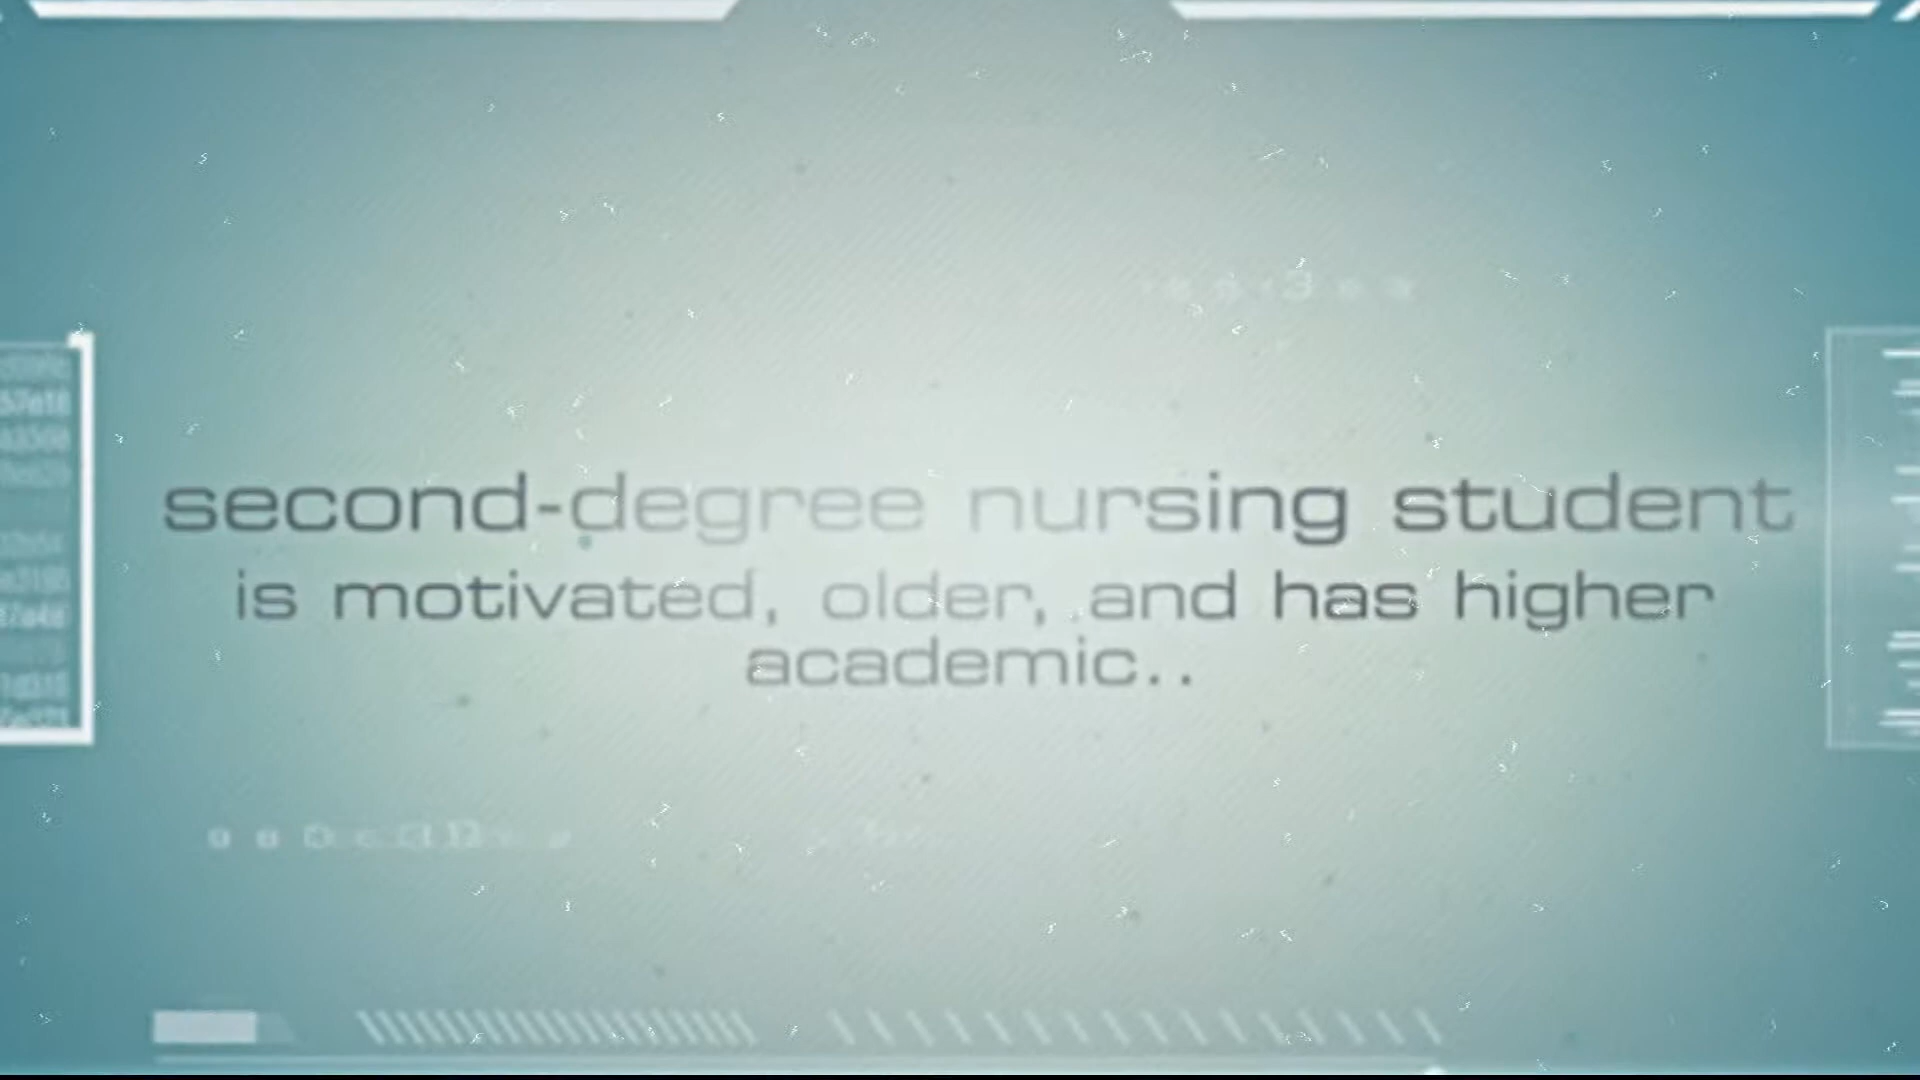 second-degree nursing student
is motivated, older, and has higher
academic..